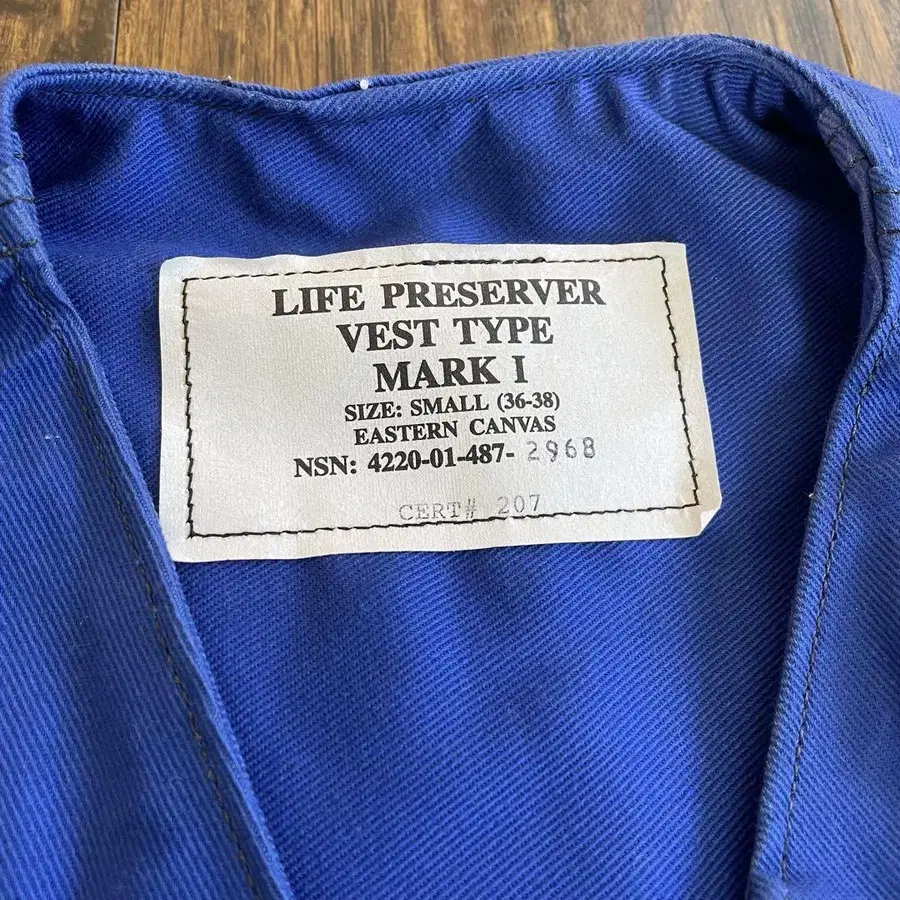 LIFE PRESERVER
VEST TYPE
MARK I
SIZE: SMALL (36-38)
EASTERN CANVAS
NSN: 4220-01-487- 2968
CERT# 207